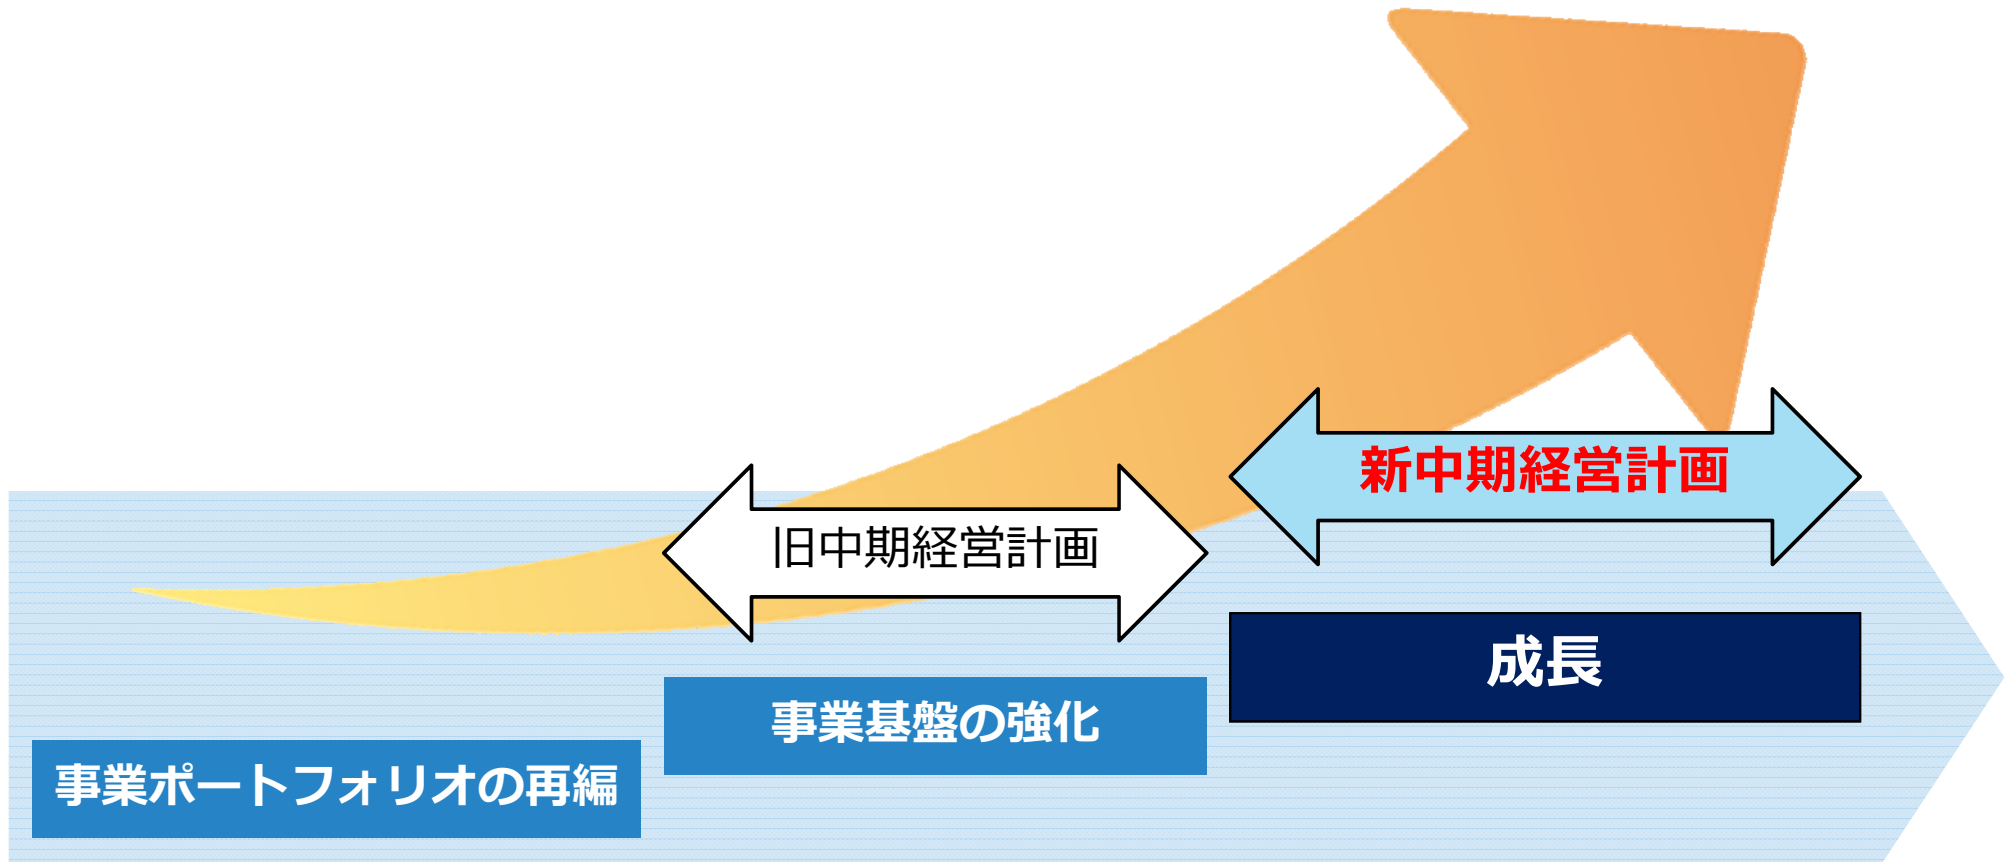 新中期経営計画
旧中期経営計画
成長
事業基盤の強化
事業ポートフォリオの再編